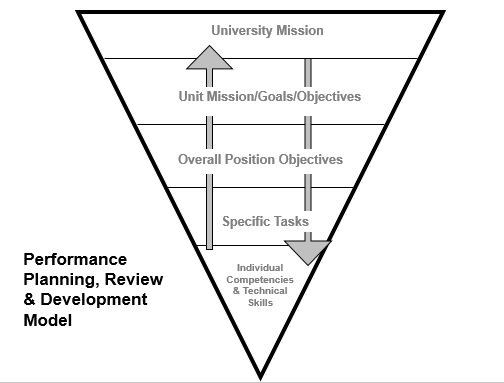 University Mission
Unit Mission/Goals/Objectives
Overall Position Objectives
Specific Tasks
Individual
Competencies
& Technical
Skills
Performance
Planning, Review
& Development
Model